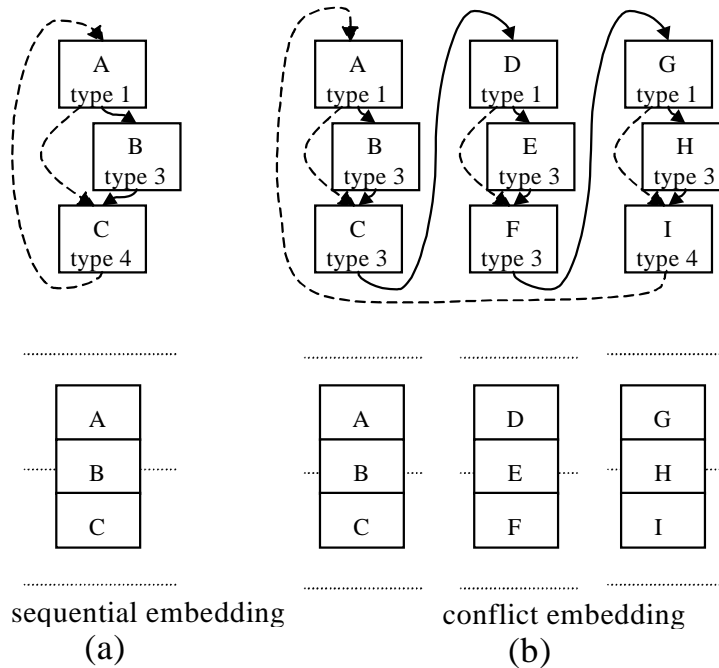 A
type 1
B
type 3
C
type 4
A
type 1
B
type 3
C
type 3
D
type 1
E
type 3
F
type 3
G
type 1
H
type 3
I
type 4
A
B
C
A
B
C
D
E
F
G
H
I
sequential embedding
(a)
conflict embedding
(b)